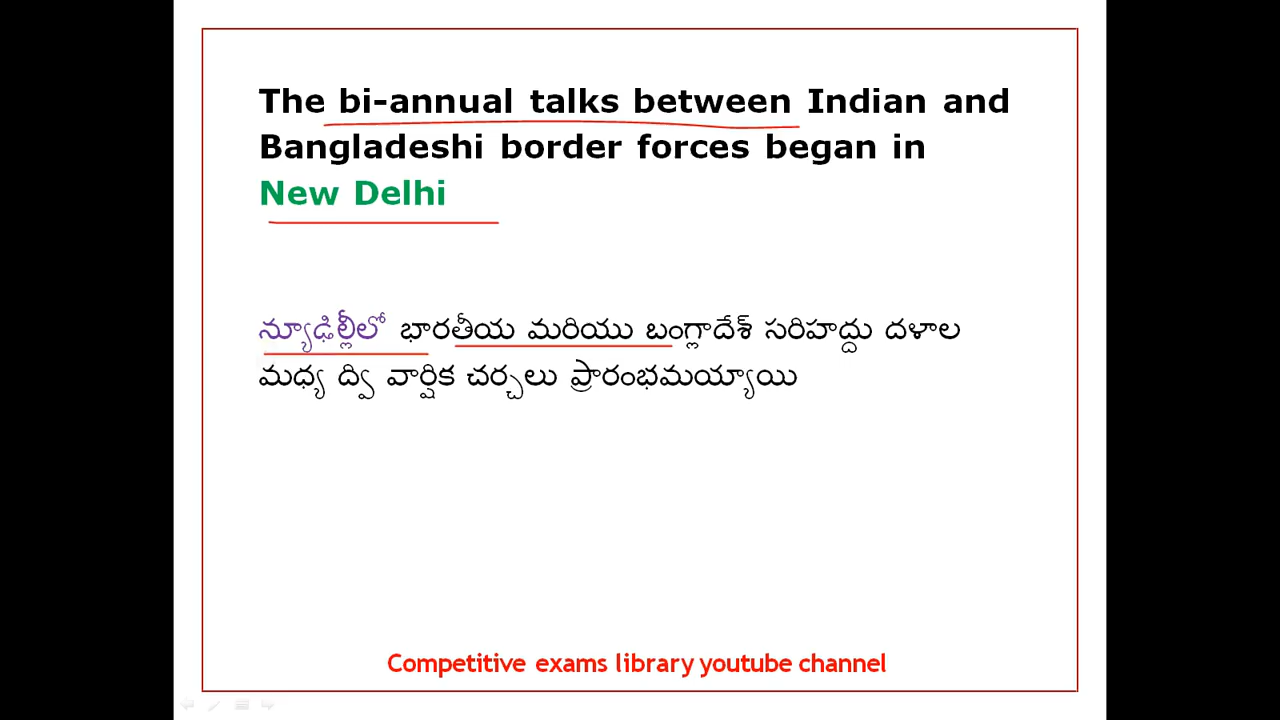 The bi-annual talks between Indian and
Bangladeshi border forces began in
New Delhi
న్యూఢిల్లీలో భారతీయ మరియు బంగ్లాదేశ్ సరిహద్దు దళాల
మధ్య ద్వి వార్షిక చర్చలు ప్రారంభమయ్యాయి
Competitive exams library youtube channel